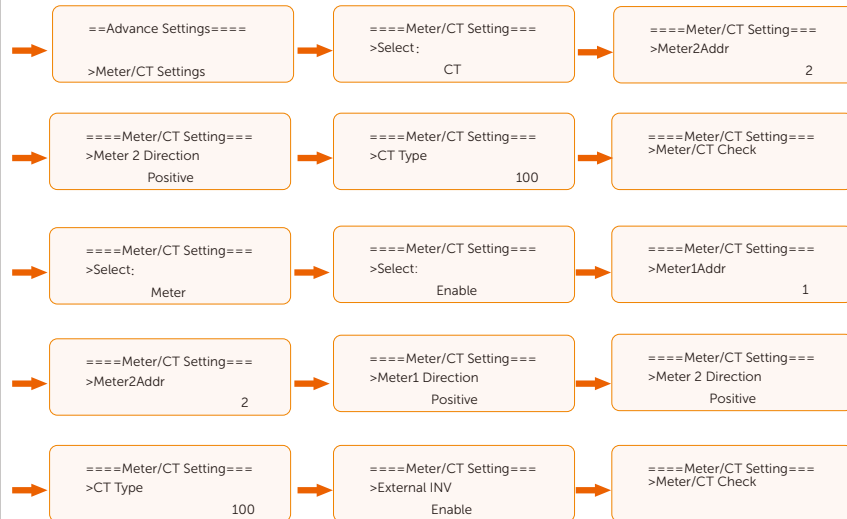 ==Advance Settings====
>Meter/CT Settings
====Meter/CT Setting===
>Select:
CT
====Meter/CT Setting===
>Meter2Addr
2
====Meter/CT Setting===
>Meter 2 Direction
Positive
====Meter/CT Setting===
>CT Type
100
====Meter/CT Setting===
>Meter/CT Check
====Meter/CT Setting===
>Select:
Meter
====Meter/CT Setting===
>Select:
Enable
====Meter/CT Setting===
>Meter1Addr
1
====Meter/CT Setting===
>Meter2Addr
2
====Meter/CT Setting===
>Meter1 Direction
Positive
====Meter/CT Setting===
>Meter 2 Direction
Positive
====Meter/CT Setting===
>CT Type
100
====Meter/CT Setting===
>External INV
Enable
====Meter/CT Setting===
>Meter/CT Check